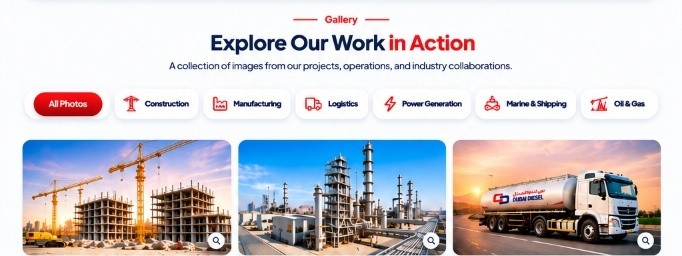 Gallery
Explore Our Work in Action
A collection of images from our projects, operations, and industry collaborations.
All Photos
Construction
Manufacturing
Logistics
Power Generation
Marine & Shipping
Oil & Gas
DUBAI DIESEL